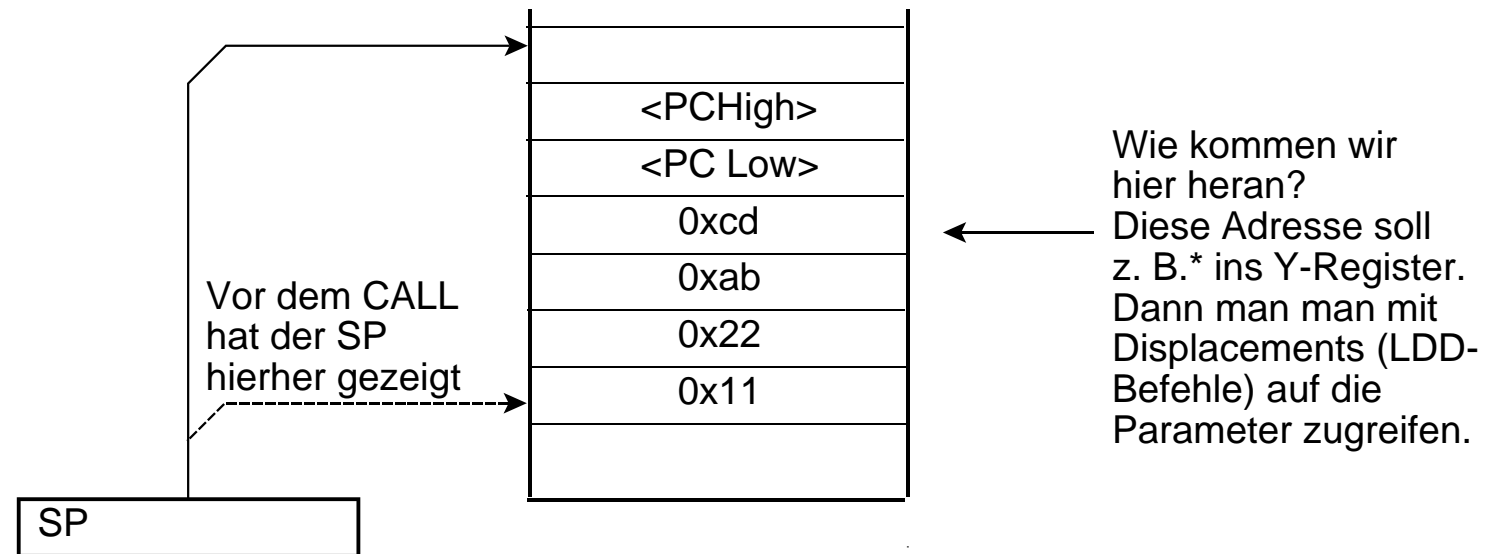 <PCHigh>
<PC Low>
0xcd
0xab
0x22
0x11
Wie kommen wir
hier heran?
Diese Adresse soll
z. B.* ins Y-Register.
Dann man man mit
Displacements (LDD-
Befehle) auf die
Parameter zugreifen.
Vor dem CALL
hat der SP
hierher gezeigt
SP